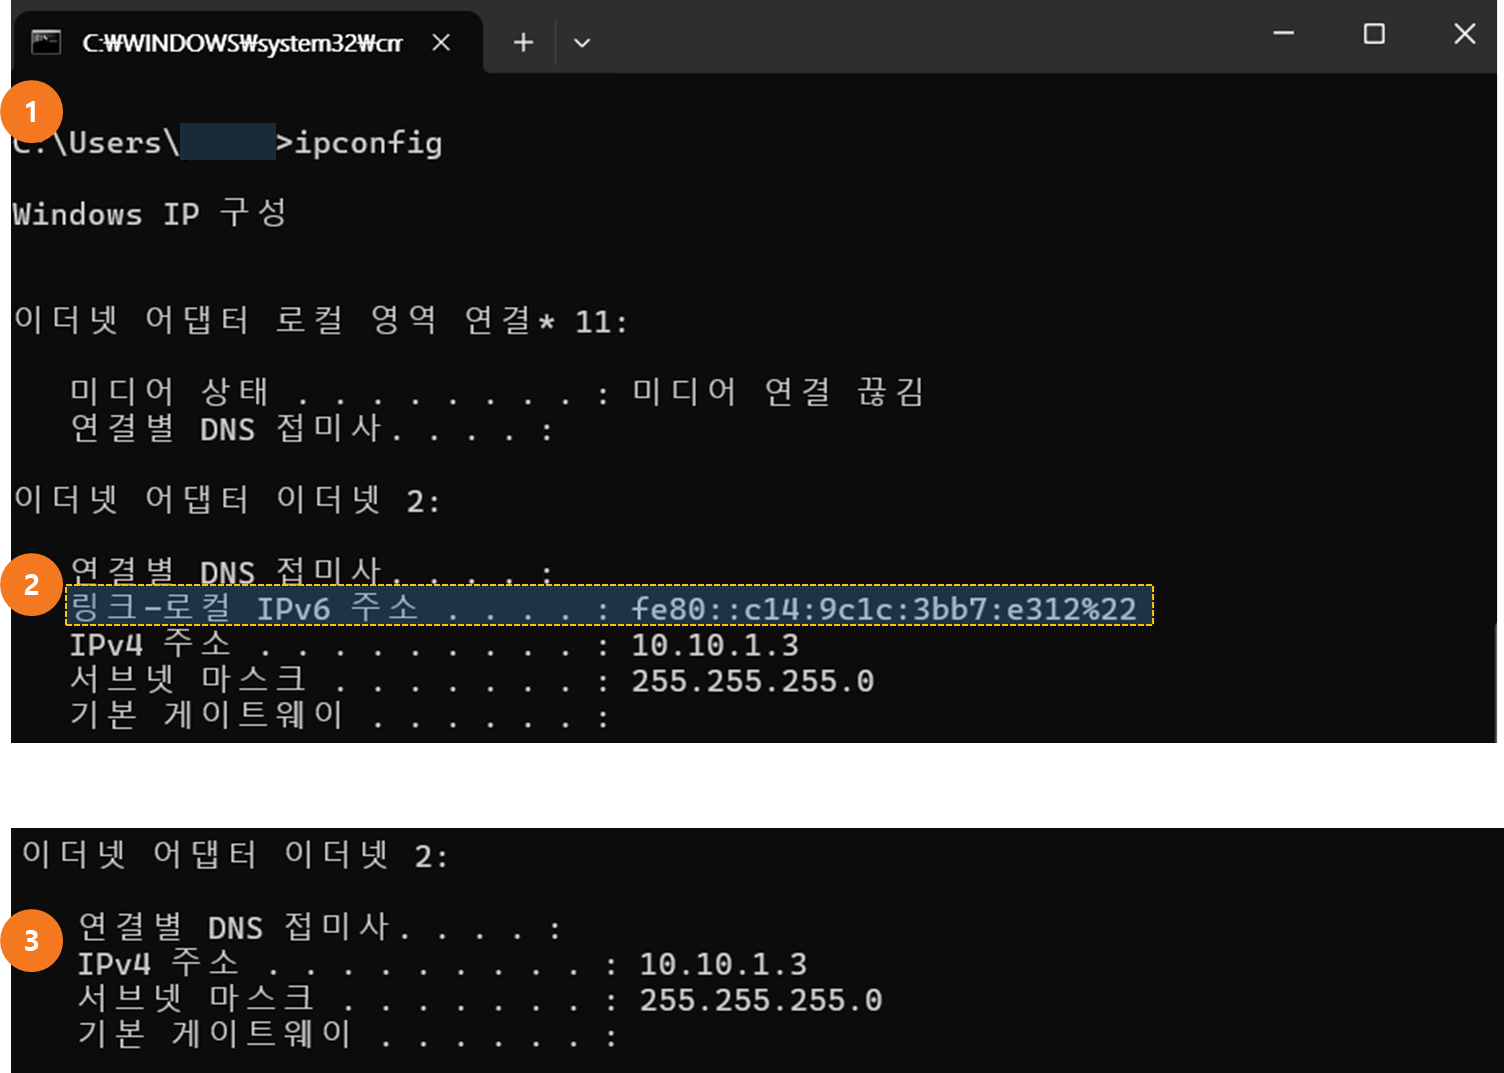 C:₩WINDOWS₩system32₩cm
1
C:\Users\ >ipconfig
Windows IP 구성
이더넷 어댑터 로컬 영역 연결* 11:
미디어 상태 . . . . . . . . : 미디어 연결 끊김
연결별 DNS 접미사. . . . :
이더넷 어댑터 이더넷 2:
2
연결별 DNS 접미사. . . . :
링크-로컬 IPv6 주소 . . . . : fe80::c14:9c1c:3bb7:e312%22
IPv4 주소 . . . . . . . . . : 10.10.1.3
서브넷 마스크 . . . . . . . : 255.255.255.0
기본 게이트웨이 . . . . . . :
이더넷 어댑터 이더넷 2:
3
연결별 DNS 접미사. . . . :
IPv4 주소 . . . . . . . . . : 10.10.1.3
서브넷 마스크 . . . . . . . : 255.255.255.0
기본 게이트웨이 . . . . . . :